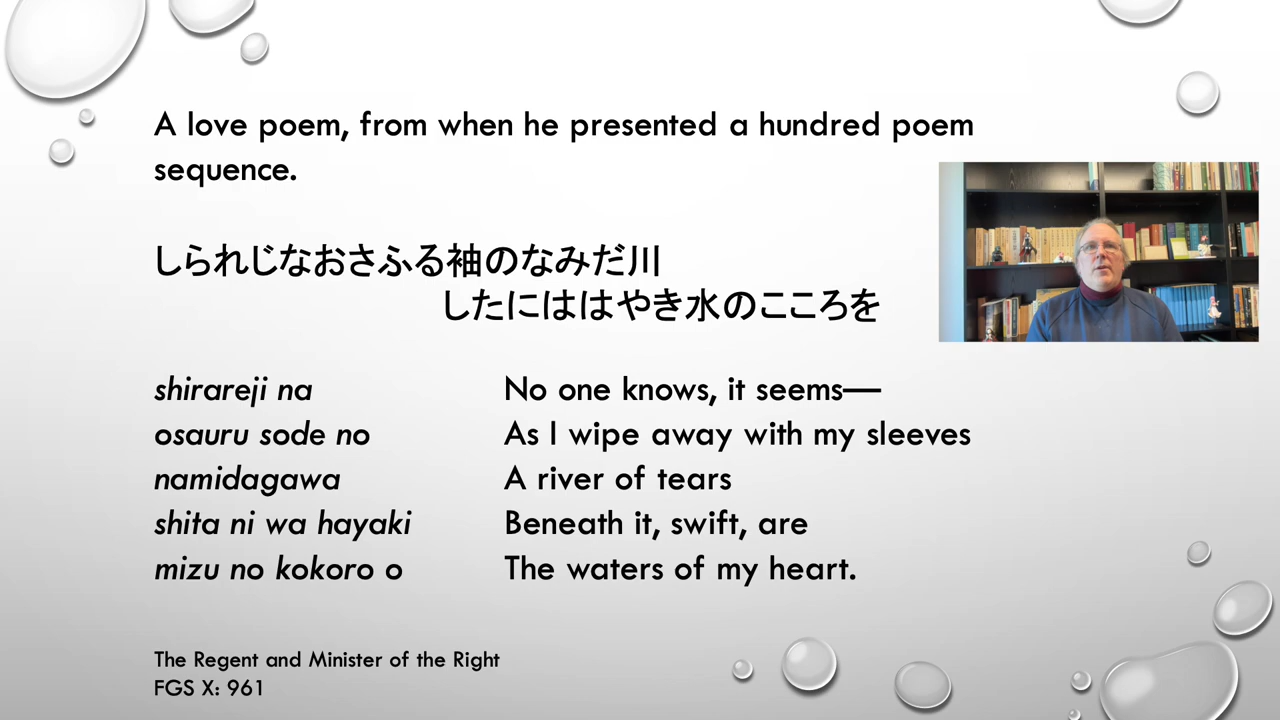 A love poem, from when he presented a hundred poem
sequence.
しられじなおさふる袖のなみだ川
したにははやき水のこころを
shirareji na
osauru sode no
namidagawa
shita ni wa hayaki
mizu no kokoro o
No one knows, it seems—
As I wipe away with my sleeves
A river of tears
Beneath it, swift, are
The waters of my heart.
The Regent and Minister of the Right
FGS X: 961